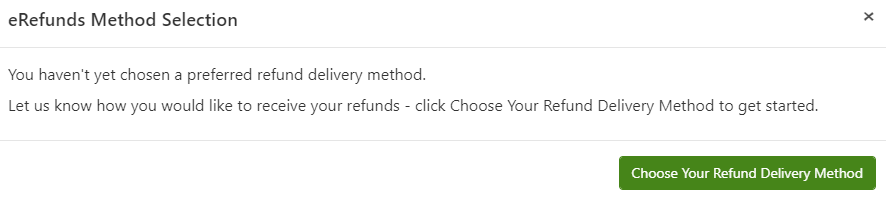 eRefunds Method Selection ×
You haven't yet chosen a preferred refund delivery method.
Let us know how you would like to receive your refunds - click Choose Your Refund Delivery Method to get started.
Choose Your Refund Delivery Method